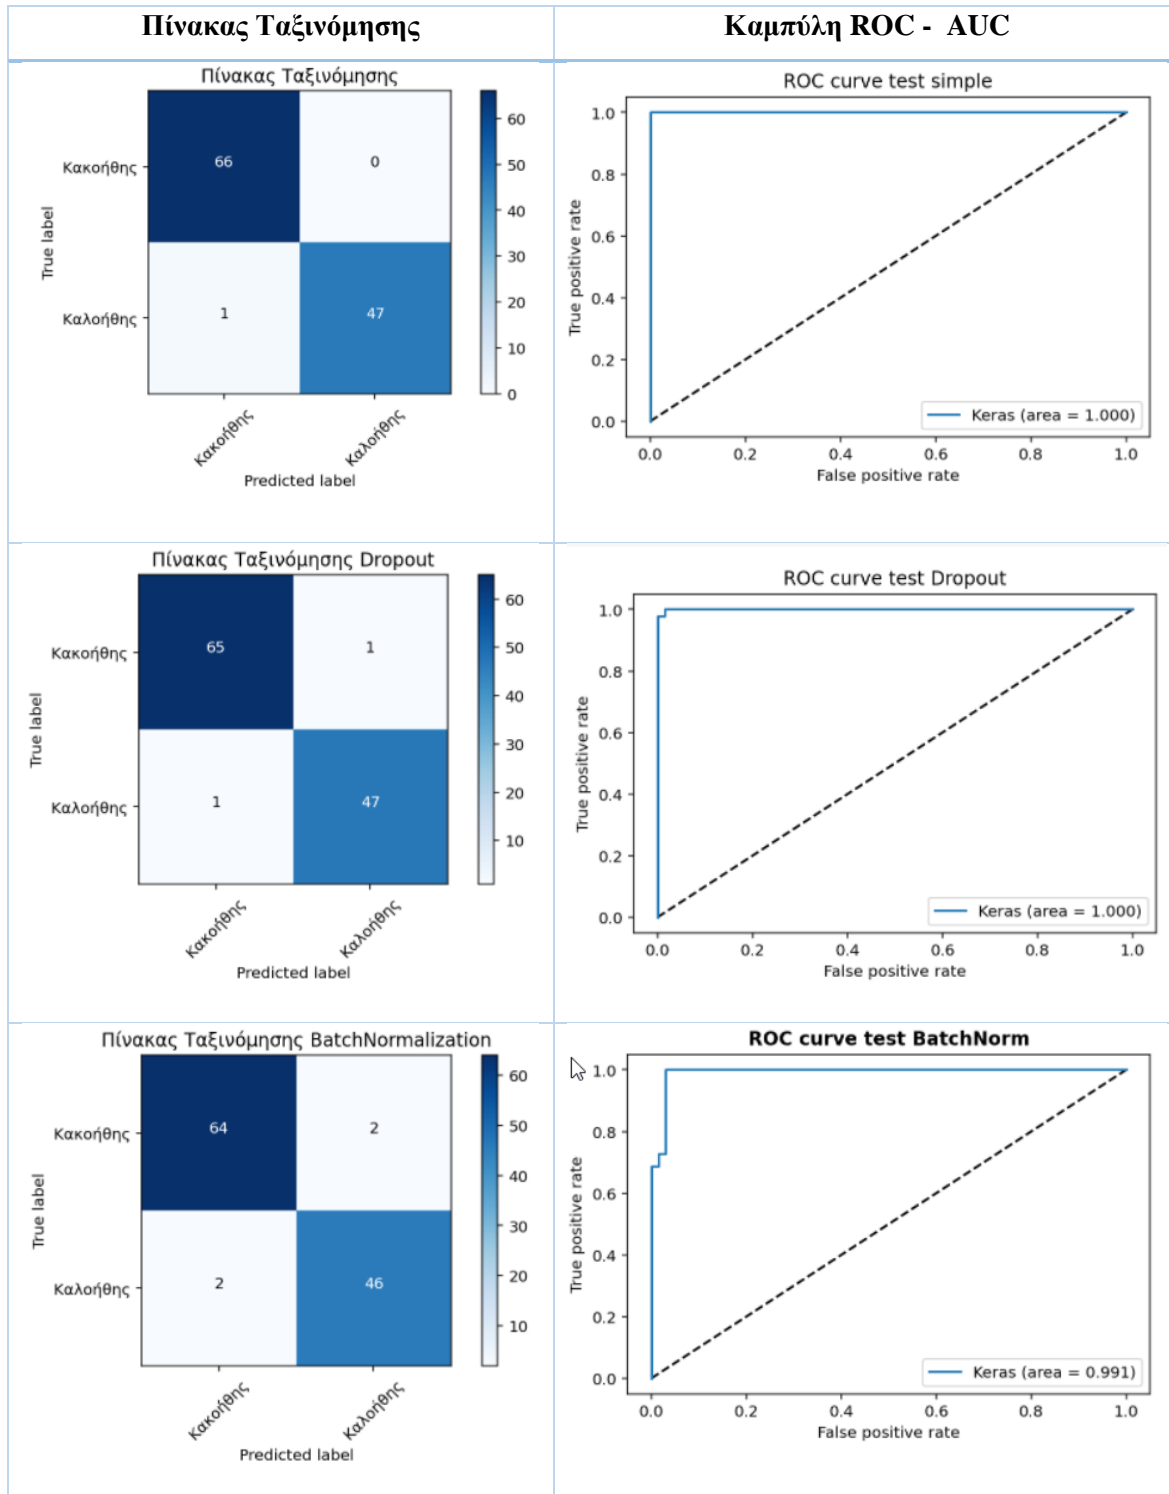 Πίνακας Ταξινόμησης
Καμπύλη ROC - AUC
Πίνακας Ταξινόμησης
True label
Κακοήθης
Καλοήθης
66
0
1
47
60
50
40
30
20
10
0
Κακοήθης
Καλοήθης
Predicted label
ROC curve test simple
True positive rate
1.0
0.8
0.6
0.4
0.2
0.0
Keras (area = 1.000)
0.0
0.2
0.4
0.6
0.8
1.0
False positive rate
Πίνακας Ταξινόμησης Dropout
True label
Κακοήθης
Καλοήθης
65
1
1
47
60
50
40
30
20
10
Κακοήθης
Καλοήθης
Predicted label
ROC curve test Dropout
True positive rate
1.0
0.8
0.6
0.4
0.2
0.0
Keras (area = 1.000)
0.0
0.2
0.4
0.6
0.8
1.0
False positive rate
Πίνακας Ταξινόμησης BatchNormalization
True label
Κακοήθης
Καλοήθης
64
2
2
46
60
50
40
30
20
10
Κακοήθης
Καλοήθης
Predicted label
ROC curve test BatchNorm
True positive rate
1.0
0.8
0.6
0.4
0.2
0.0
Keras (area = 0.991)
0.0
0.2
0.4
0.6
0.8
1.0
False positive rate